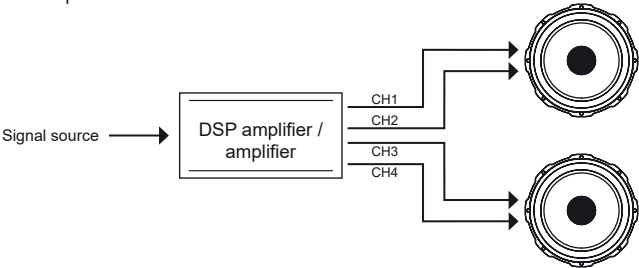 CH1
CH2
Signal source
DSP amplifier /
amplifier
CH3
CH4